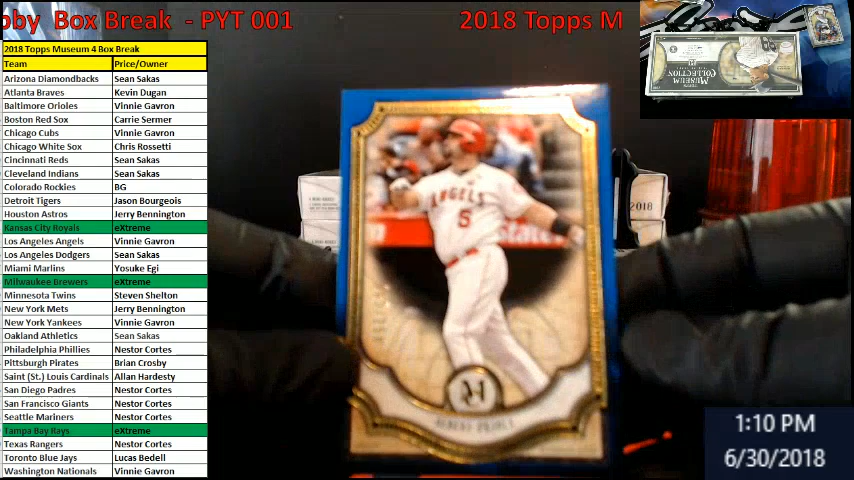 bby Box Break - PYT 001 2018 Topps M
2018 Topps Museum 4 Box Break
Team Price/Owner
Arizona Diamondbacks Sean Sakas
Atlanta Braves Kevin Dugan
Baltimore Orioles Vinnie Gavron
Boston Red Sox Carrie Sermer
Chicago Cubs Vinnie Gavron
Chicago White Sox Chris Rossetti
Cincinnati Reds Sean Sakas
Cleveland Indians Sean Sakas
Colorado Rockies BG
Detroit Tigers Jason Bourgeois
Houston Astros Jerry Bennington
Kansas City Royals eXtreme
Los Angeles Angels Vinnie Gavron
Los Angeles Dodgers Sean Sakas
Miami Marlins Yosuke Egi
Milwaukee Brewers eXtreme
Minnesota Twins Steven Shelton
New York Mets Jerry Bennington
New York Yankees Vinnie Gavron
Oakland Athletics Sean Sakas
Philadelphia Phillies Nestor Cortes
Pittsburgh Pirates Brian Crosby
Saint (St.) Louis Cardinals Allan Hardesty
San Diego Padres Nestor Cortes
San Francisco Giants Nestor Cortes
Seattle Mariners Nestor Cortes
Tampa Bay Rays eXtreme
Texas Rangers Nestor Cortes
Toronto Blue Jays Lucas Bedell
Washington Nationals Vinnie Gavron
MUSEUM
COLLECTION
ANGELS
5
M
ALBERT PUJOLS
2018
1:10 PM
6/30/2018